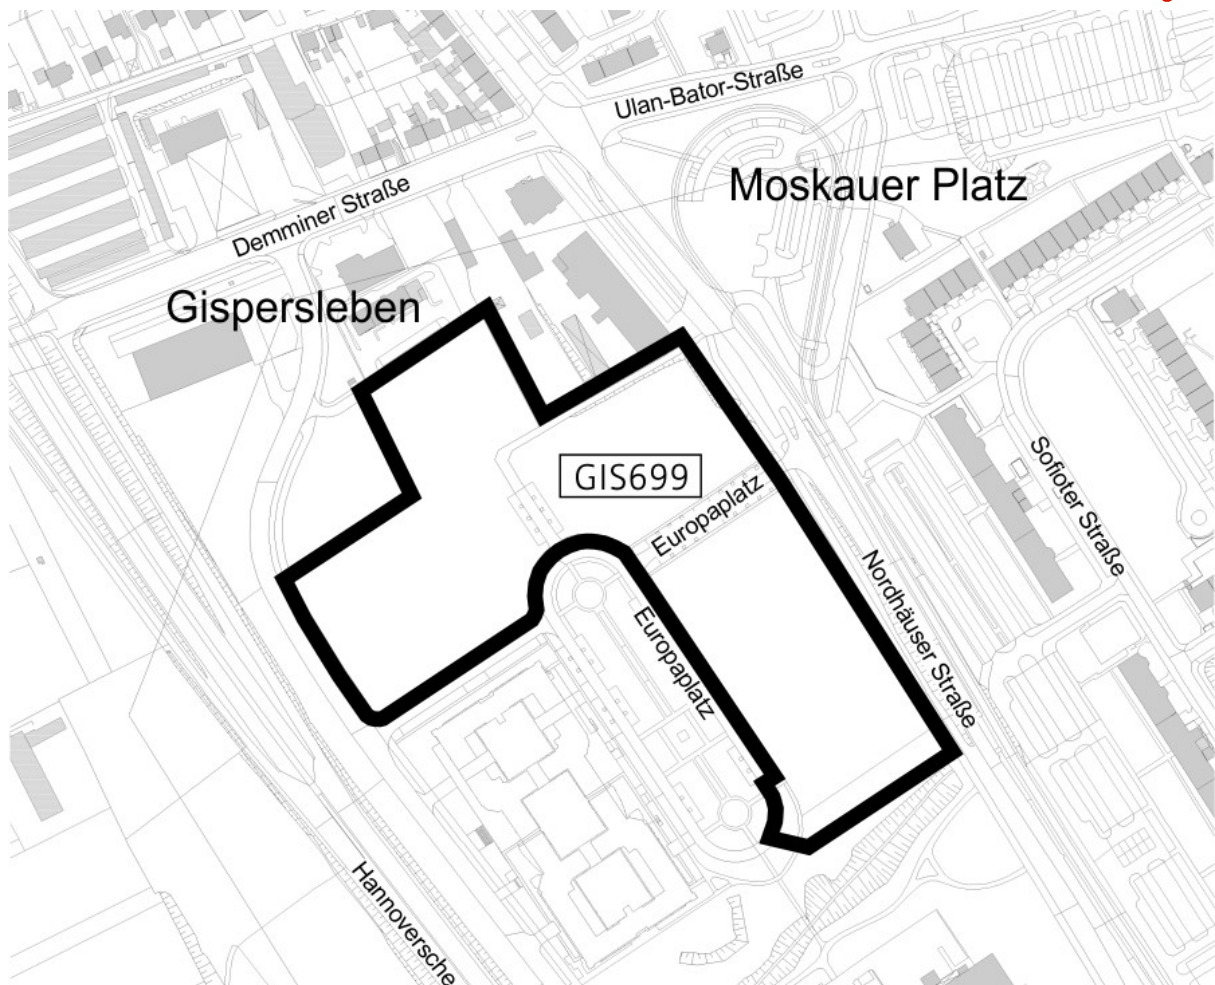 Ulan-Bator-Straße
Moskauer Platz
Demminer Straße
Gispersleben
GIS699
Europaplatz
Sofioter Straße
Nordhäuser Straße
Europaplatz
Hannoversche